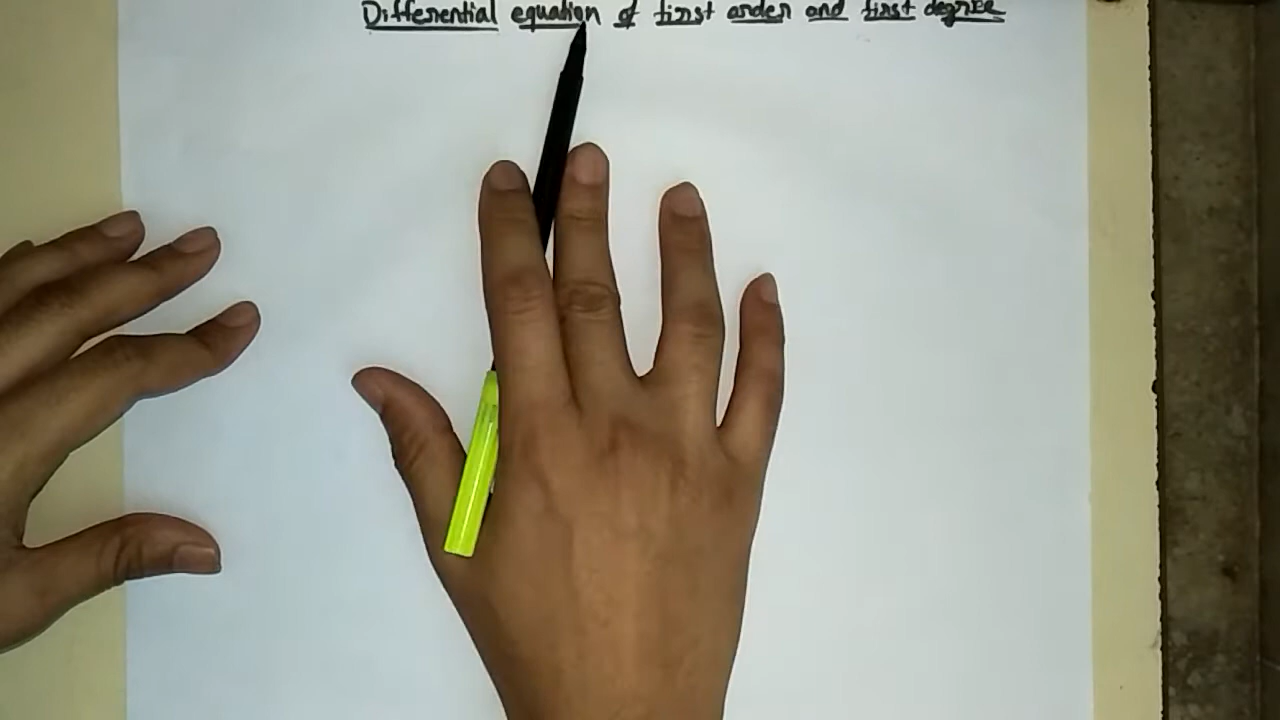 Differential equation of first order and first degree